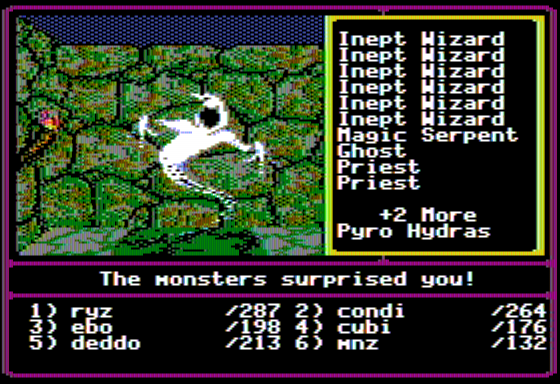 Inept Wizard
Inept Wizard
Inept Wizard
Inept Wizard
Inept Wizard
Inept Wizard
Magic Serpent
Ghost
Priest
Priest
+2 More
Pyro Hydras
The monsters surprised you!
1) ryz /287 2) condi /264
3) ebo /198 4) cubi /176
5) deddo /213 6) mnz /132